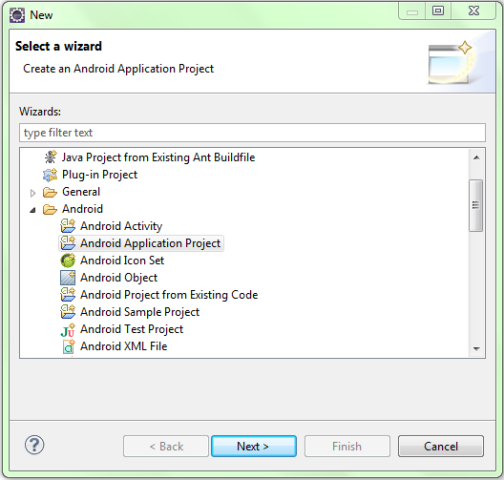 New
Select a wizard
Create an Android Application Project
Wizards:
type filter text
Java Project from Existing Ant Buildfile
Plug-in Project
General
Android
Android Activity
Android Application Project
Android Icon Set
Android Object
Android Project from Existing Code
Android Sample Project
Android Test Project
Android XML File
? < Back Next > Finish Cancel